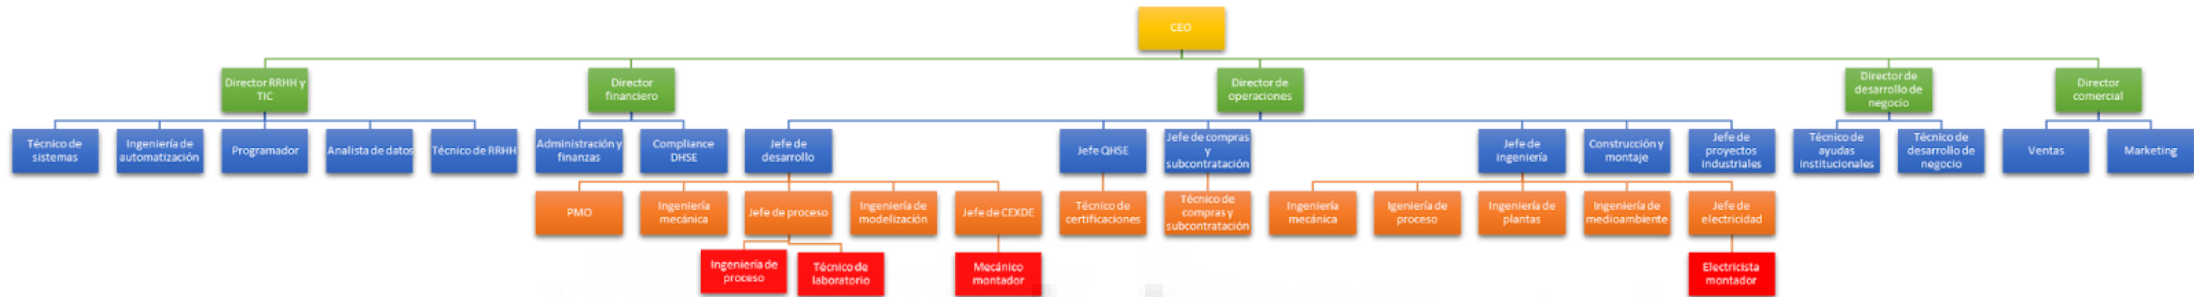 CEO
Director RRHH y
TIC
Director
financiero
Director de
operaciones
Director de
desarrollo de
negocio
Director
comercial
Técnico de
sistemas
Ingeniería de
automatización
Programador
Analista de datos
Técnico de RRHH
Administración y
finanzas
Compliance
DHSE
Jefe de
desarrollo
Jefe QHSE
Jefe de compras
y
subcontratación
Jefe de
ingeniería
Construcción y
montaje
Jefe de
proyectos
industriales
Técnico de
ayudas
institucionales
Técnico de
desarrollo de
negocio
Ventas
Marketing
PMO
Ingeniería
mecánica
Jefe de proceso
Ingeniería de
modelización
Jefe de CEXDE
Técnico de
certificaciones
Técnico de
compras y
subcontratación
Ingeniería
mecánica
Igeniería de
proceso
Ingeniería de
plantas
Ingeniería de
medioambiente
Jefe de
electricidad
Ingeniería de
proceso
Técnico de
laboratorio
Mecánico
montador
Electricista
montador